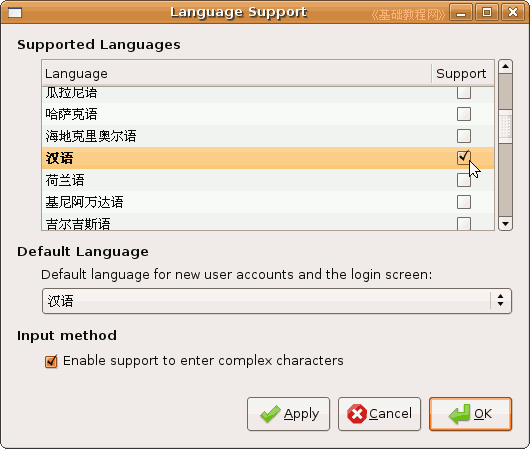 Language Support
《基础教程网》
Supported Languages
Language Support
瓜拉尼语
哈萨克语
海地克里奥尔语
汉语
荷兰语
基尼阿万达语
吉尔吉斯语
Default Language
Default language for new user accounts and the login screen:
汉语
Input method
Enable support to enter complex characters
Apply Cancel OK